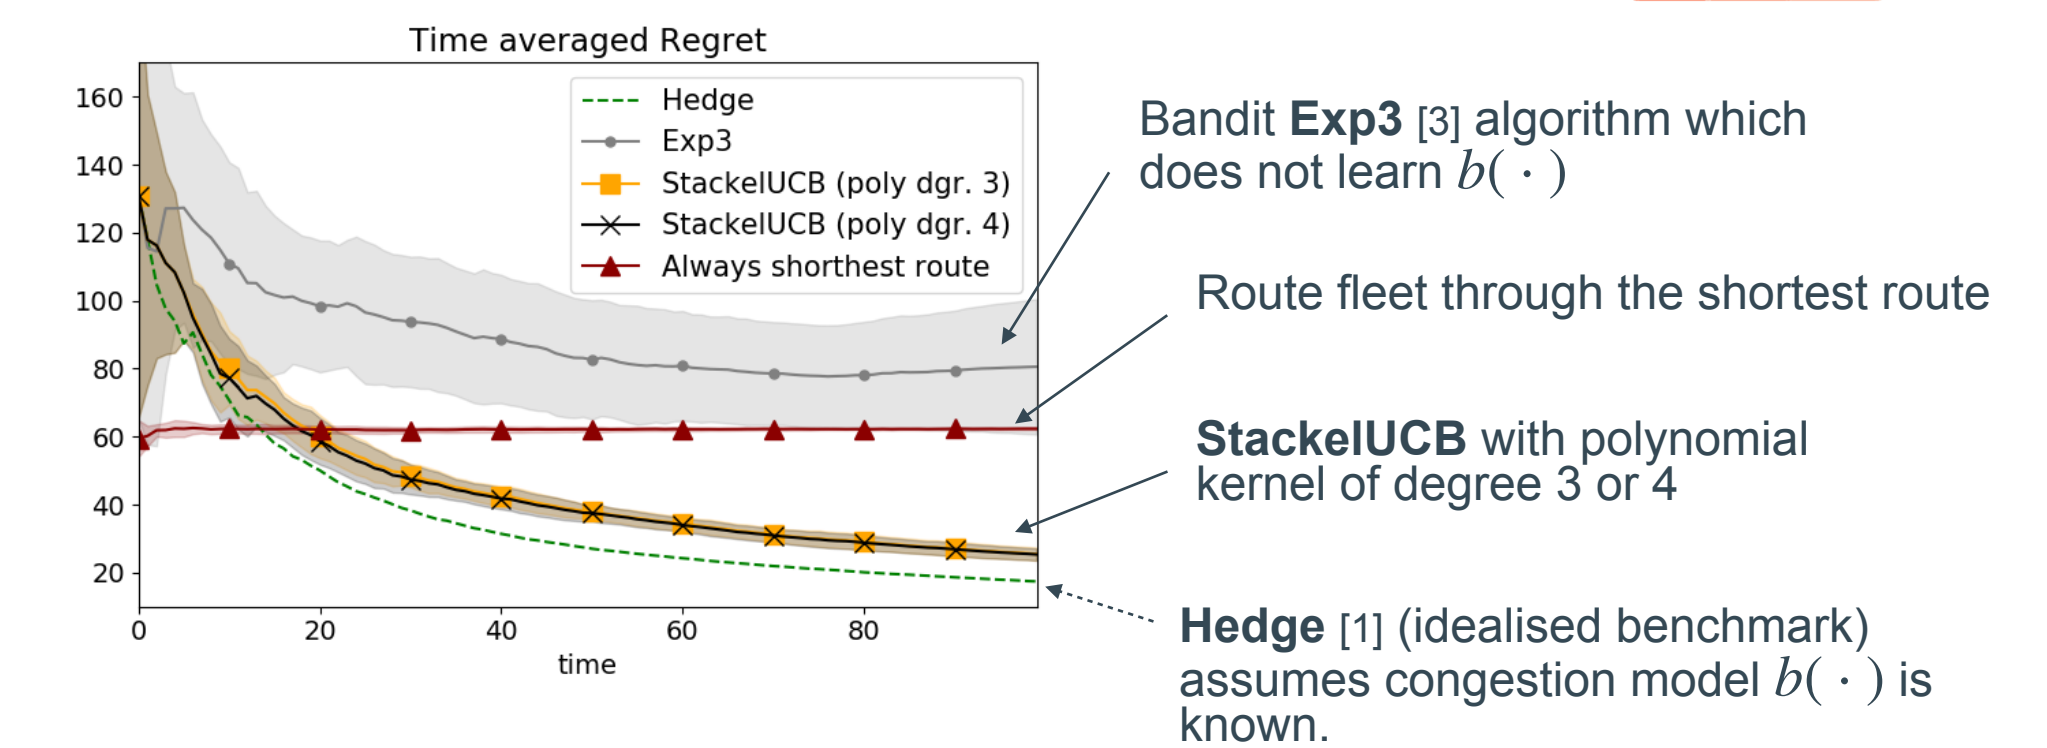 Time averaged Regret
160
140
120
100
80
60
40
20
0
20
40
60
80
time
Hedge
Exp3
StackelUCB (poly dgr. 3)
StackelUCB (poly dgr. 4)
Always shorthest route
Bandit Exp3 [3] algorithm which
does not learn b( · )
Route fleet through the shortest route
StackelUCB with polynomial
kernel of degree 3 or 4
Hedge [1] (idealised benchmark)
assumes congestion model b( · ) is
known.